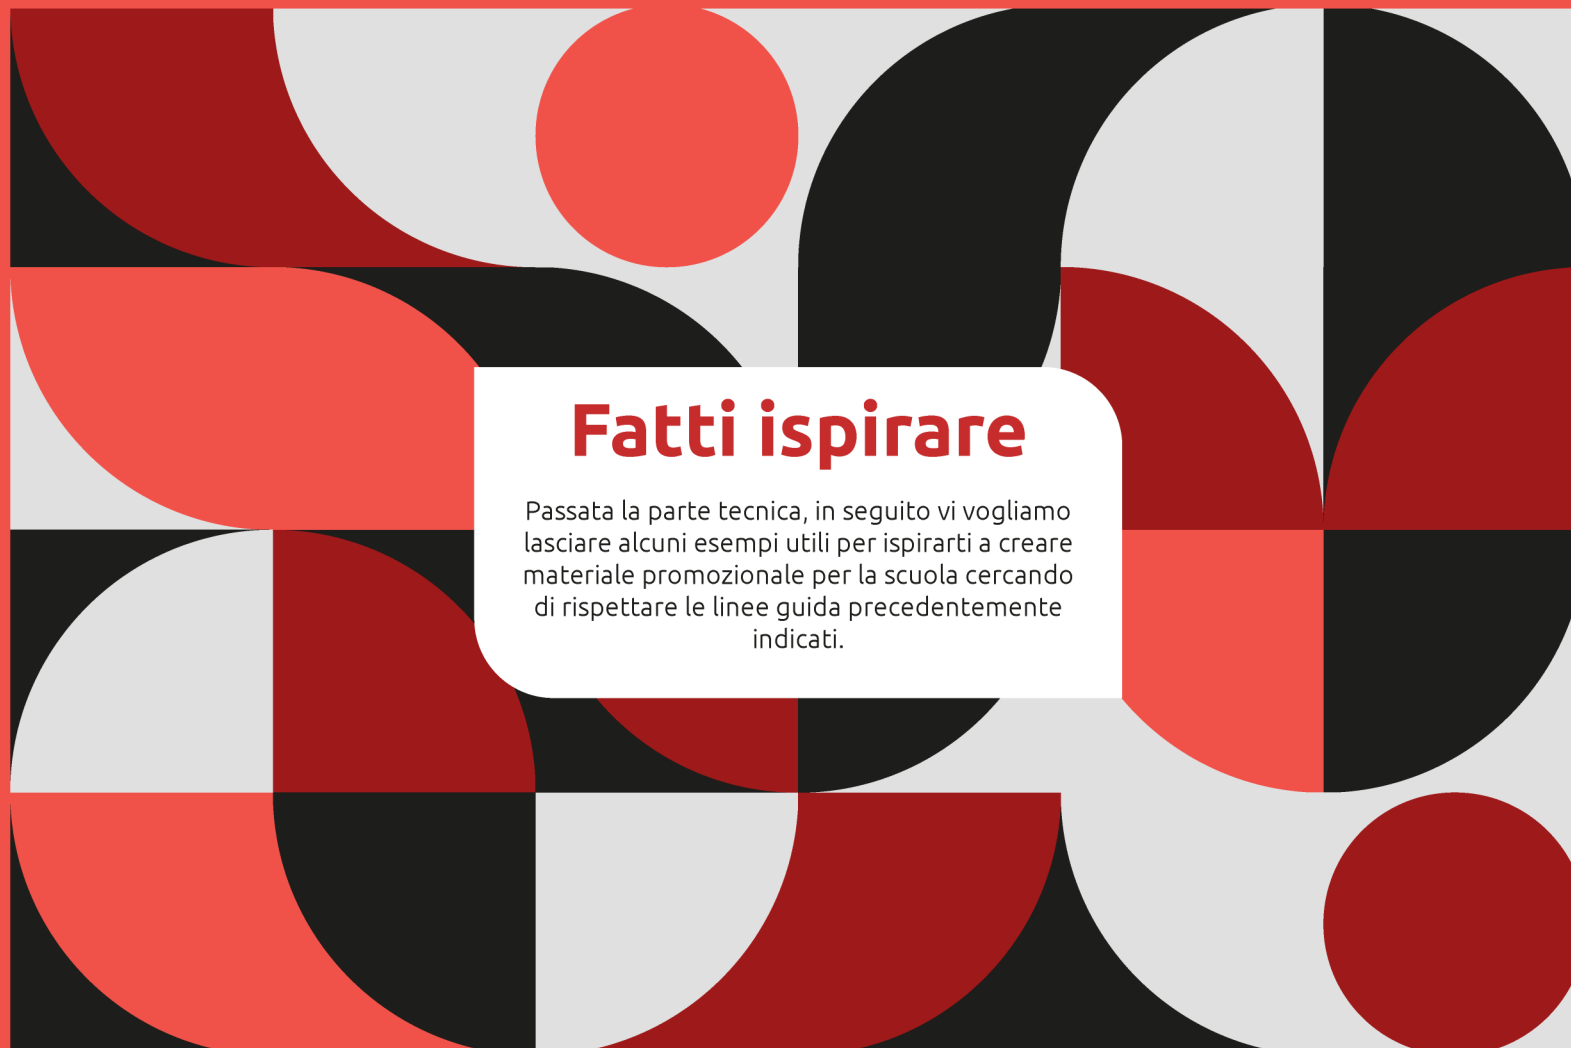 Fatti ispirare
Passata la parte tecnica, in seguito vi vogliamo
lasciare alcuni esempi utili per ispirarti a creare
materiale promozionale per la scuola cercando
di rispettare le linee guida precedentemente
indicati.